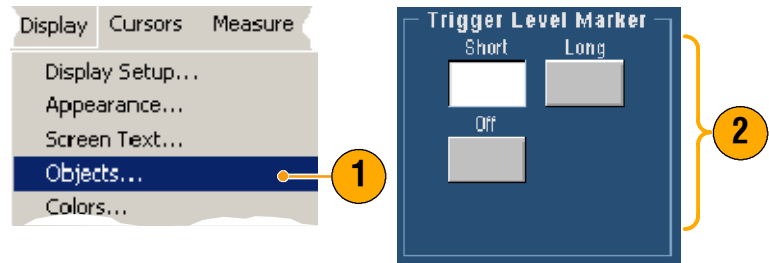 Display Cursors Measure
Display Setup...
Appearance...
Screen Text...
Objects...
Colors...
1
Trigger Level Marker
Short Long
Off
2